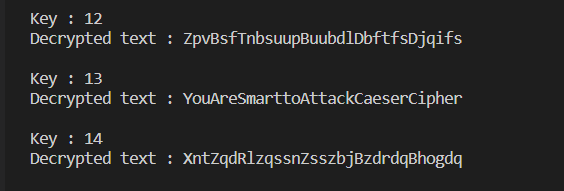 Key : 12
Decrypted text : ZpvBsfTnbsuupBuubdlDbftfsDjqifs
Key : 13
Decrypted text : YouAreSmarttoAttackCaeserCipher
Key : 14
Decrypted text : XntZqdRlzqssnZsszbjBzdrdqBhogdq